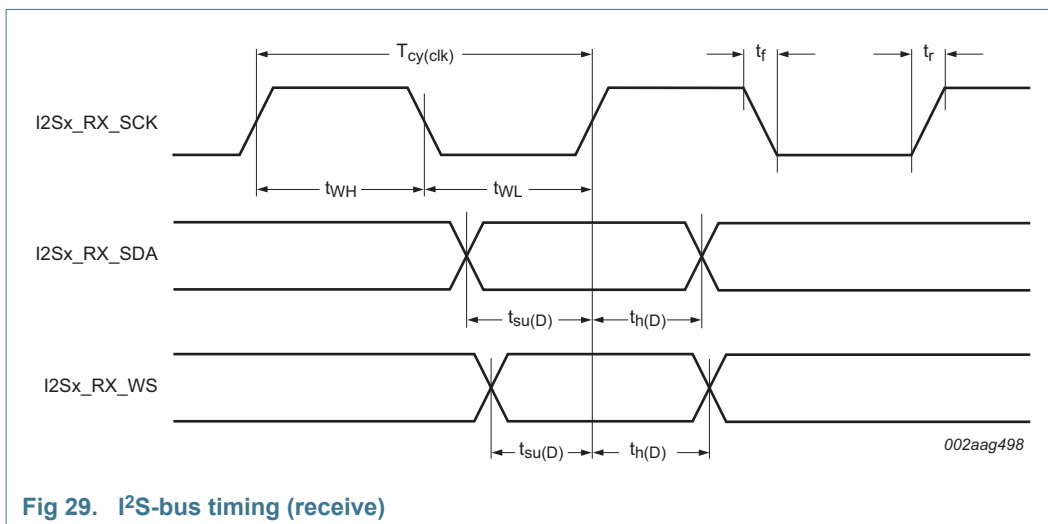 T_cy(clk) t_f t_r
I2Sx_RX_SCK
t_WH t_WL
I2Sx_RX_SDA
t_su(D) t_h(D)
I2Sx_RX_WS
t_su(D) t_h(D)
002aag498
Fig 29. I²S-bus timing (receive)